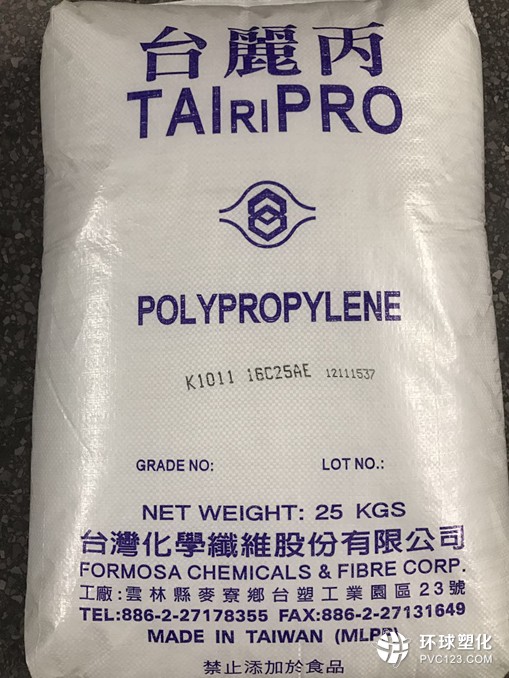 台麗丙
TAIRIPRO
POLYPROPYLENE
K1011 16C25AE 12111537
GRADE NO: LOT NO.:
NET WEIGHT: 25 KGS
台灣化學纖維股份有限公司
FORMOSA CHEMICALS & FIBRE CORP.
工廠:雲林縣麥寮鄉台塑工業園區23號
TEL:886-2-27178355 FAX:886-2-27131649
MADE IN TAIWAN (MLPP)
禁止添加於食品
环球塑化
PVC123.COM